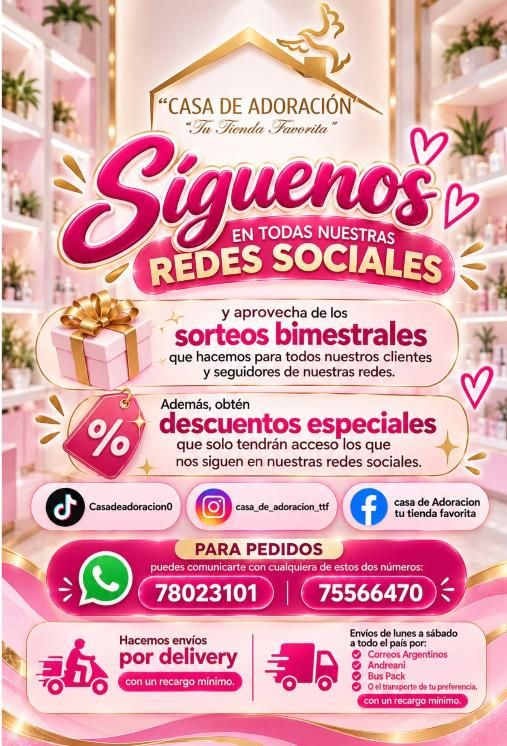 "CASA DE ADORACIÓN"
"Tu Tienda Favorita"
Síguenos
EN TODAS NUESTRAS
REDES SOCIALES
y aprovecha de los
sorteos bimestrales
que hacemos para todos nuestros clientes
y seguidores de nuestras redes.
%
Además, obtén
descuentos especiales
que solo tendrán acceso los que
nos siguen en nuestras redes sociales.
Casadeadoracion0
casa_de_adoracion_ttf
casa de Adoracion
tu tienda favorita
PARA PEDIDOS
puedes comunicarte con cualquiera de estos dos números:
78023101 | 75566470
Hacemos envíos
por delivery
con un recargo mínimo.
Envíos de lunes a sábado
a todo el país por:
Correos Argentinos
Andreani
Bus Pack
O el transporte de tu preferencia.
con un recargo mínimo.